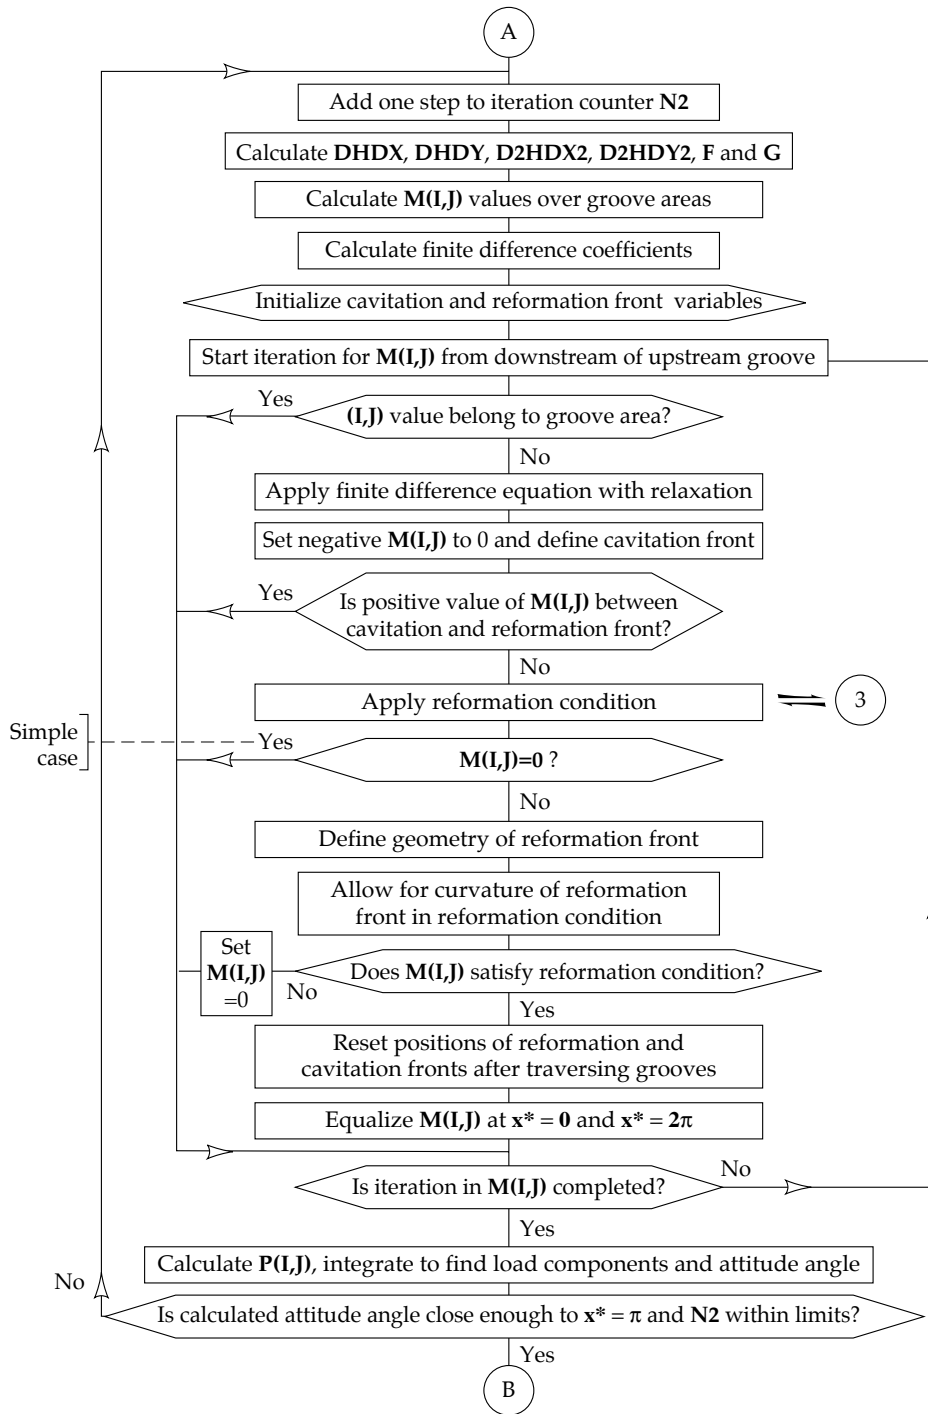 A
Add one step to iteration counter N2
Calculate DHDX, DHDY, D2HDX2, D2HDY2, F and G
Calculate M(I,J) values over groove areas
Calculate finite difference coefficients
Initialize cavitation and reformation front variables
Start iteration for M(I,J) from downstream of upstream groove
Yes
(I,J) value belong to groove area?
No
Apply finite difference equation with relaxation
Set negative M(I,J) to 0 and define cavitation front
Yes
Is positive value of M(I,J) between
cavitation and reformation front?
No
Apply reformation condition
3
Simple
case
Yes
M(I,J)=0 ?
No
Define geometry of reformation front
Allow for curvature of reformation
front in reformation condition
Set
M(I,J)
=0
No
Does M(I,J) satisfy reformation condition?
Yes
Reset positions of reformation and
cavitation fronts after traversing grooves
Equalize M(I,J) at x* = 0 and x* = 2π
Is iteration in M(I,J) completed?
No
Yes
Calculate P(I,J), integrate to find load components and attitude angle
No
Is calculated attitude angle close enough to x* = π and N2 within limits?
Yes
B